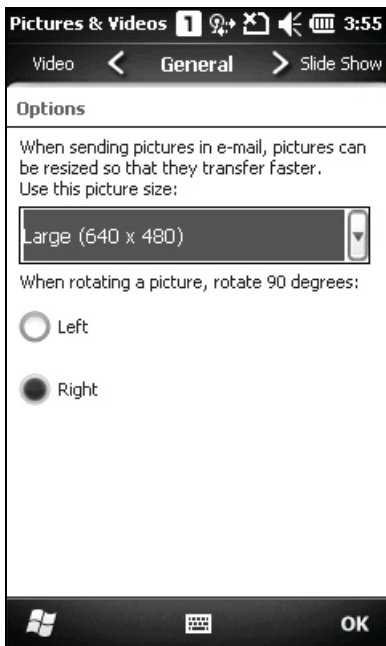 Pictures & Videos 1 3:55
Video General Slide Show
Options
When sending pictures in e-mail, pictures can
be resized so that they transfer faster.
Use this picture size:
Large (640 x 480)
When rotating a picture, rotate 90 degrees:
Left
Right
OK